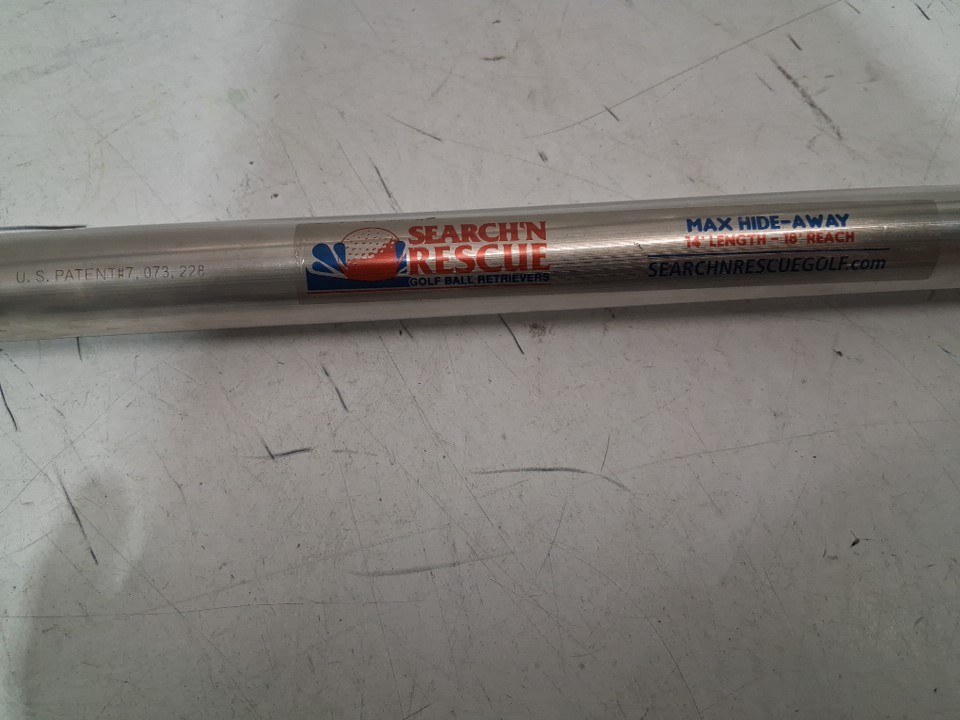 U.S. PATENT#7,073,228
SEARCH'N
RESCUE
GOLF BALL RETRIEVERS
MAX HIDE-AWAY
14' LENGTH - 18' REACH
SEARCHNRESCUEGOLF.com